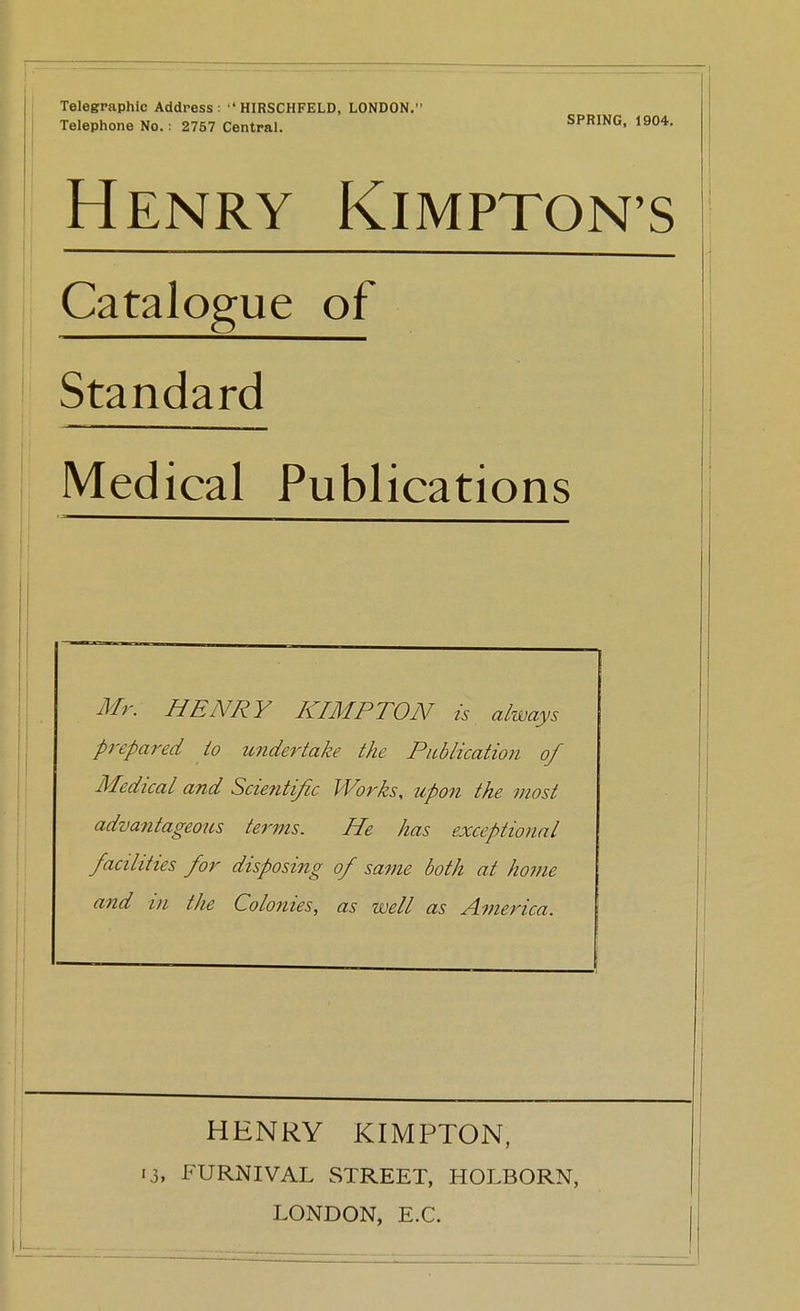 Telegraphic Address: "HIRSCHFELD, LONDON."
Telephone No.: 2757 Central.
SPRING, 1904.
HENRY KIMPTON'S
Catalogue of
Standard
Medical Publications
Mr. HENRY KIMPTON is always
prepared to undertake the Publication of
Medical and Scientific Works, upon the most
advantageous terms. He has exceptional
facilities for disposing of same both at home
and in the Colonies, as well as America.
HENRY KIMPTON,
13, FURNIVAL STREET, HOLBORN,
LONDON, E.C.